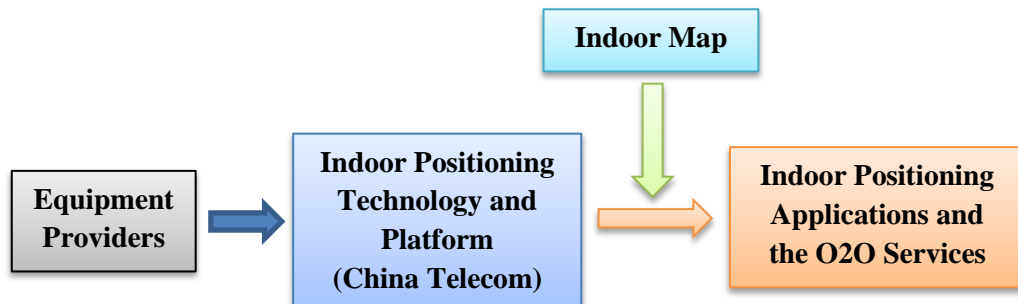 Indoor Map
Equipment
Providers
Indoor Positioning
Technology and
Platform
(China Telecom)
Indoor Positioning
Applications and
the O2O Services